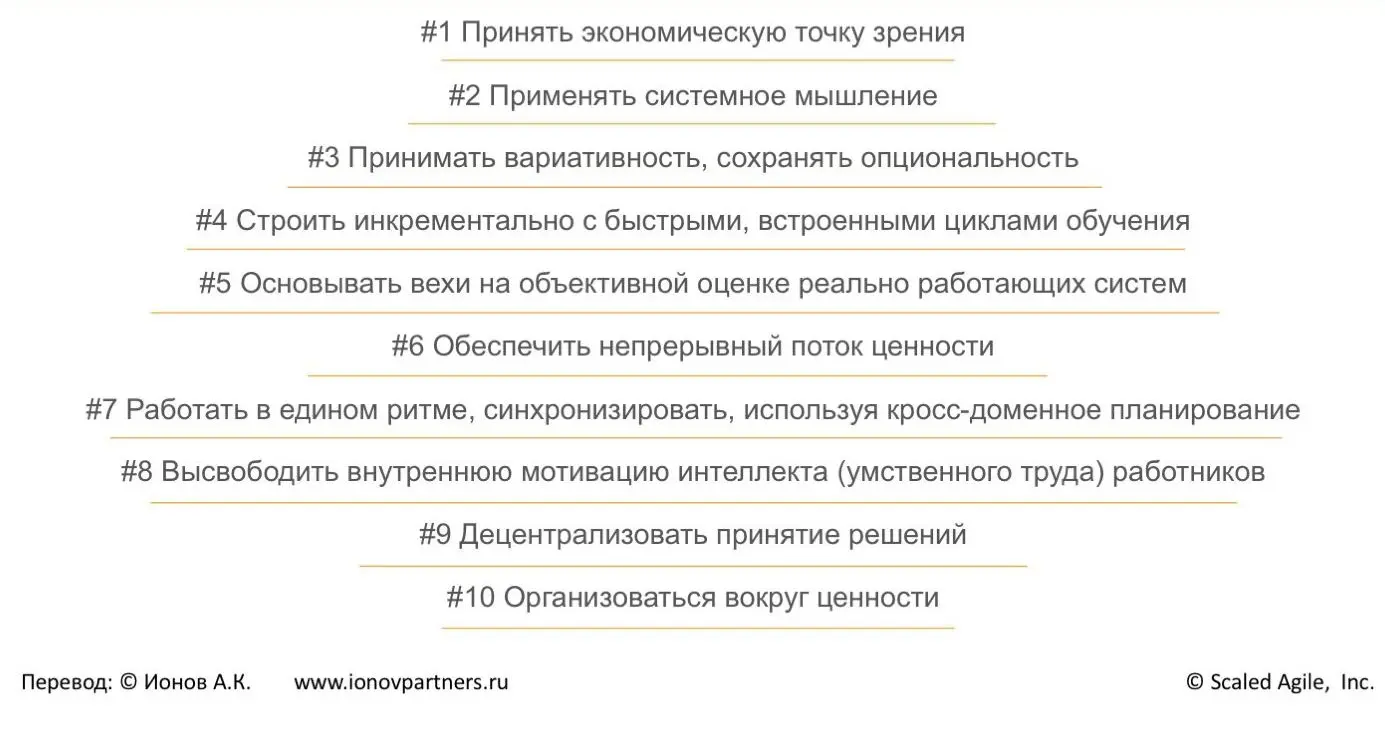 #1 Принять экономическую точку зрения
#2 Применять системное мышление
#3 Принимать вариативность, сохранять опциональность
#4 Строить инкрементально с быстрыми, встроенными циклами обучения
#5 Основывать вехи на объективной оценке реально работающих систем
#6 Обеспечить непрерывный поток ценности
#7 Работать в едином ритме, синхронизировать, используя кросс-доменное планирование
#8 Высвободить внутреннюю мотивацию интеллекта (умственного труда) работников
#9 Децентрализовать принятие решений
#10 Организоваться вокруг ценности
Перевод: © Ионов А.К. www.ionovpartners.ru © Scaled Agile, Inc.